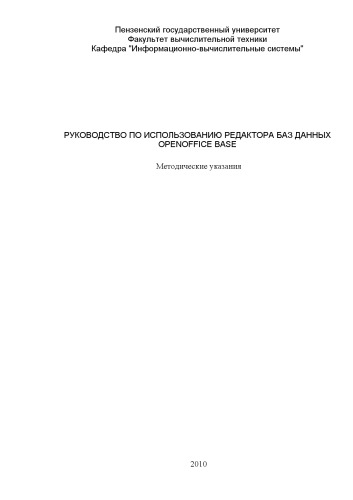 Пензенский государственный университет
Факультет вычислительной техники
Кафедра "Информационно-вычислительные системы"
РУКОВОДСТВО ПО ИСПОЛЬЗОВАНИЮ РЕДАКТОРА БАЗ ДАННЫХ
OPENOFFICE BASE
Методические указания
2010